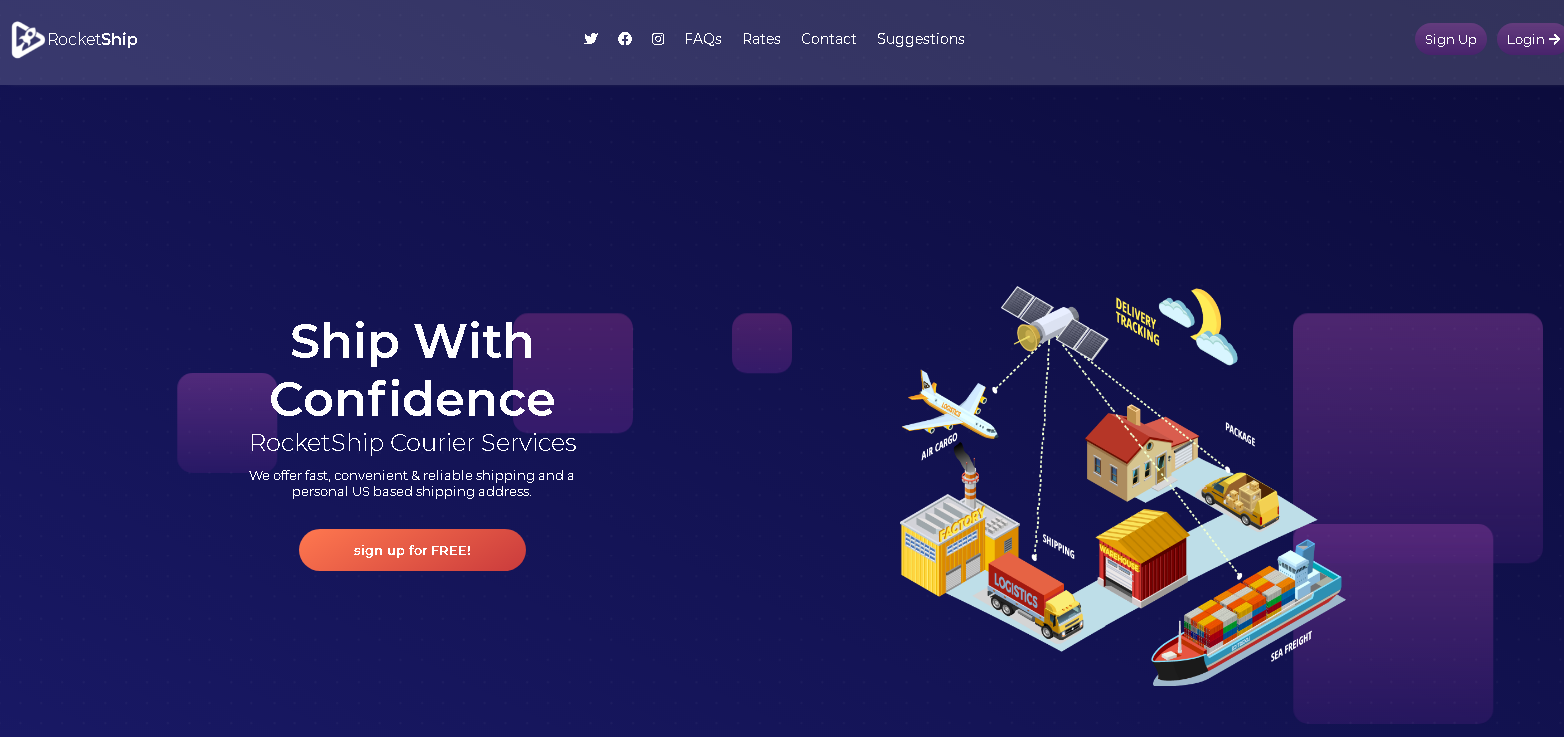 RocketShip
FAQs
Rates
Contact
Suggestions
Sign Up
Login
Ship With
Confidence
RocketShip Courier Services
We offer fast, convenient & reliable shipping and a
personal US based shipping address.
sign up for FREE!
DELIVERY
TRACKING
LOGISTICS
AIR CARGO
PACKAGE
FACTORY
SHIPPING
WAREHOUSE
LOGISTICS
SEA FREIGHT